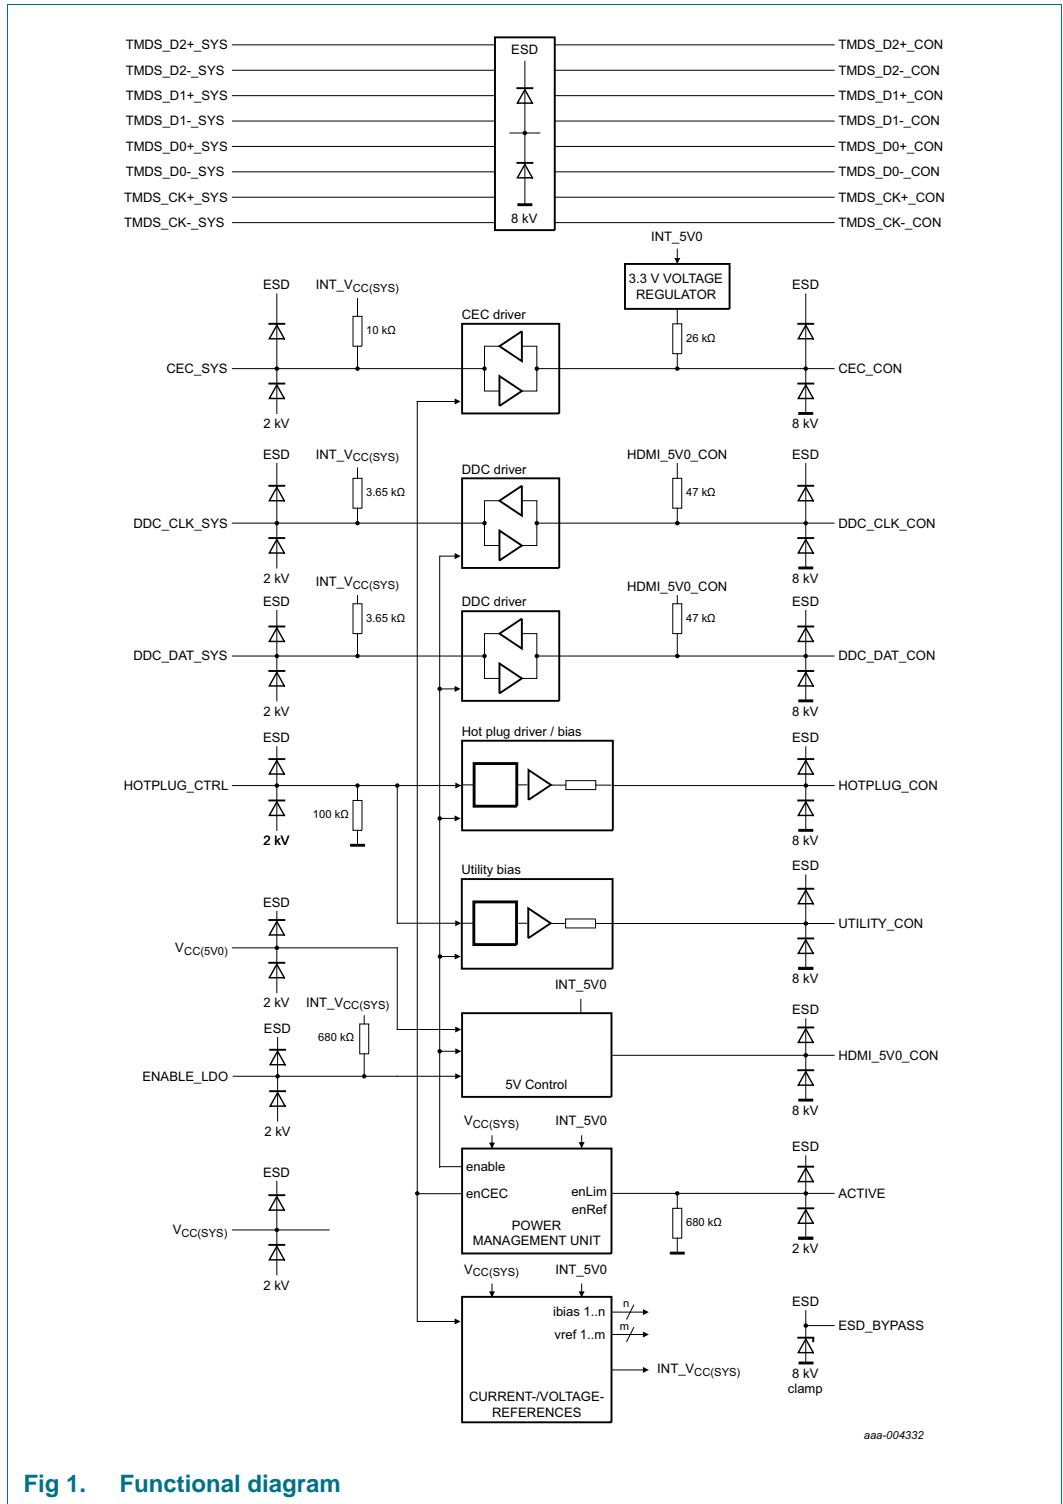 TMDS_D2+_SYS ESD TMDS_D2+_CON
TMDS_D2-_SYS TMDS_D2-_CON
TMDS_D1+_SYS TMDS_D1+_CON
TMDS_D1-_SYS TMDS_D1-_CON
TMDS_D0+_SYS TMDS_D0+_CON
TMDS_D0-_SYS TMDS_D0-_CON
TMDS_CK+_SYS TMDS_CK+_CON
TMDS_CK-_SYS 8 kV TMDS_CK-_CON
INT_5V0
3.3 V VOLTAGE
REGULATOR
ESD INT_VCC(SYS) ESD
CEC driver
10 kΩ 26 kΩ
CEC_SYS CEC_CON
2 kV 8 kV
ESD INT_VCC(SYS) HDMI_5V0_CON ESD
DDC driver
3.65 kΩ 47 kΩ
DDC_CLK_SYS DDC_CLK_CON
2 kV 8 kV
INT_VCC(SYS) HDMI_5V0_CON
ESD DDC driver ESD
3.65 kΩ 47 kΩ
DDC_DAT_SYS DDC_DAT_CON
2 kV 8 kV
ESD Hot plug driver / bias ESD
HOTPLUG_CTRL HOTPLUG_CON
100 kΩ
2 kV 8 kV
Utility bias ESD
ESD
UTILITY_CON
VCC(5V0)
8 kV
2 kV INT_VCC(SYS) INT_5V0
ESD 680 kΩ ESD
HDMI_5V0_CON
ENABLE_LDO 5V Control
2 kV 8 kV
VCC(SYS) INT_5V0
ESD
enable
ESD
enCEC enLim ACTIVE
enRef
680 kΩ
POWER
MANAGEMENT UNIT
VCC(SYS)
2 kV
VCC(SYS) INT_5V0
2 kV
ibias 1..n n ESD
vref 1..m m ESD_BYPASS
INT_VCC(SYS)
8 kV
clamp
CURRENT-/VOLTAGE-
REFERENCES
aaa-004332
Fig 1. Functional diagram